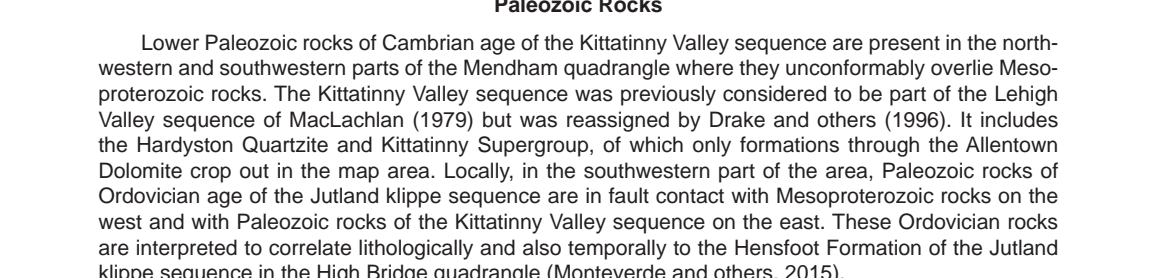 Paleozoic Rocks
Lower Paleozoic rocks of Cambrian age of the Kittatinny Valley sequence are present in the north-
western and southwestern parts of the Mendham quadrangle where they unconformably overlie Meso-
proterozoic rocks. The Kittatinny Valley sequence was previously considered to be part of the Lehigh
Valley sequence of MacLachlan (1979) but was reassigned by Drake and others (1996). It includes
the Hardyston Quartzite and Kittatinny Supergroup, of which only formations through the Allentown
Dolomite crop out in the map area. Locally, in the southwestern part of the area, Paleozoic rocks of
Ordovician age of the Jutland klippe sequence are in fault contact with Mesoproterozoic rocks on the
west and with Paleozoic rocks of the Kittatinny Valley sequence on the east. These Ordovician rocks
are interpreted to correlate lithologically and also temporally to the Hensfoot Formation of the Jutland
klippe sequence in the High Bridge quadrangle (Monteverde and others, 2015).